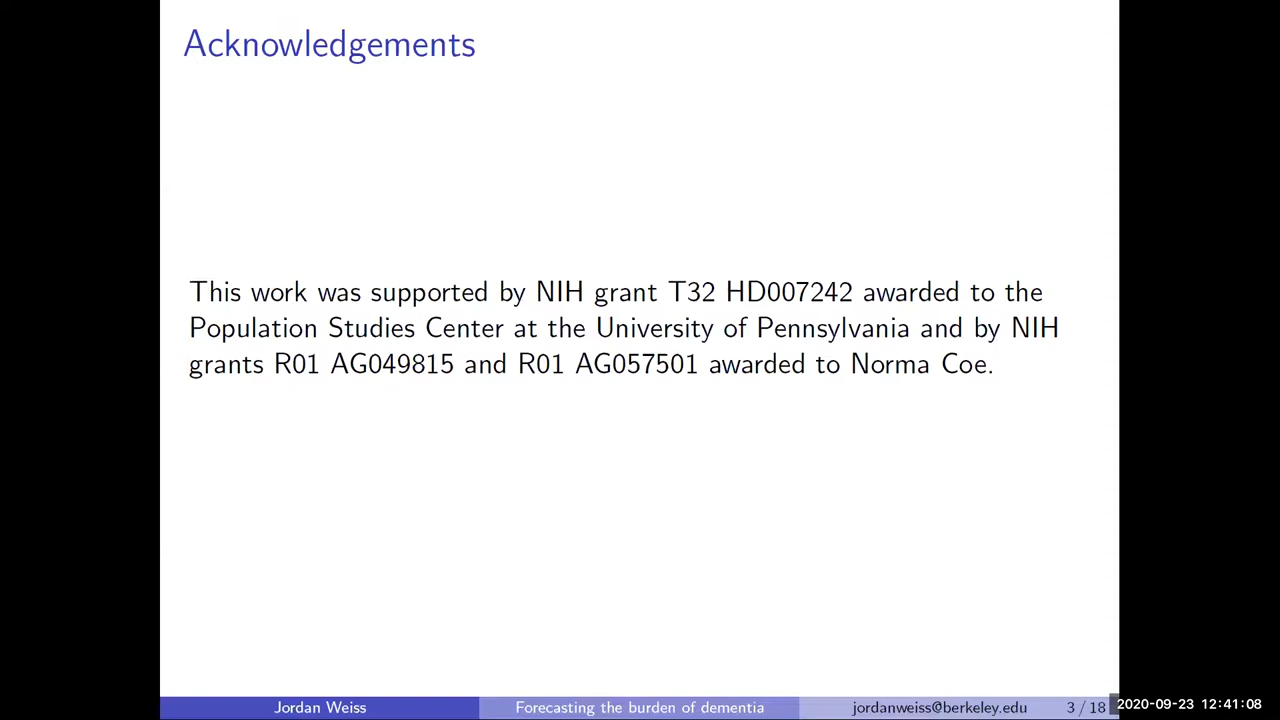 Acknowledgements
This work was supported by NIH grant T32 HD007242 awarded to the
Population Studies Center at the University of Pennsylvania and by NIH
grants R01 AG049815 and R01 AG057501 awarded to Norma Coe.
Jordan Weiss Forecasting the burden of dementia jordanweiss@berkeley.edu 3 / 18 2020-09-23 12:41:08